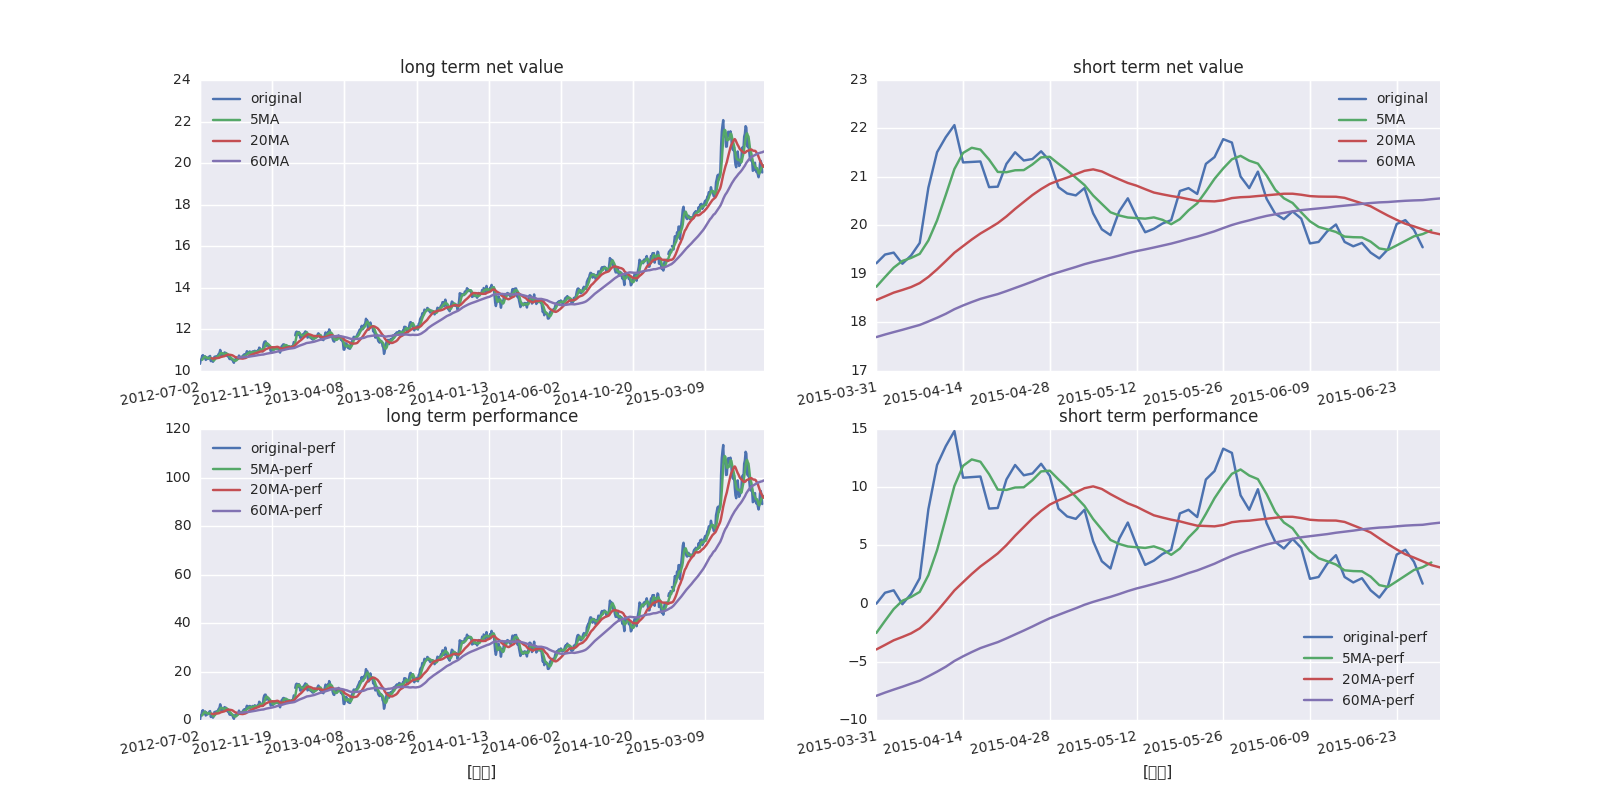 long term net value
24
22
20
18
16
14
12
10
original
5MA
20MA
60MA
2012-07-02 2012-11-19 2013-04-08 2013-08-26 2014-01-13 2014-06-02 2014-10-20 2015-03-09
short term net value
23
22
21
20
19
18
17
original
5MA
20MA
60MA
2015-03-31 2015-04-14 2015-04-28 2015-05-12 2015-05-26 2015-06-09 2015-06-23
long term performance
120
100
80
60
40
20
0
original-perf
5MA-perf
20MA-perf
60MA-perf
2012-07-02 2012-11-19 2013-04-08 2013-08-26 2014-01-13 2014-06-02 2014-10-20 2015-03-09
short term performance
15
10
5
0
−5
−10
original-perf
5MA-perf
20MA-perf
60MA-perf
2015-03-31 2015-04-14 2015-04-28 2015-05-12 2015-05-26 2015-06-09 2015-06-23